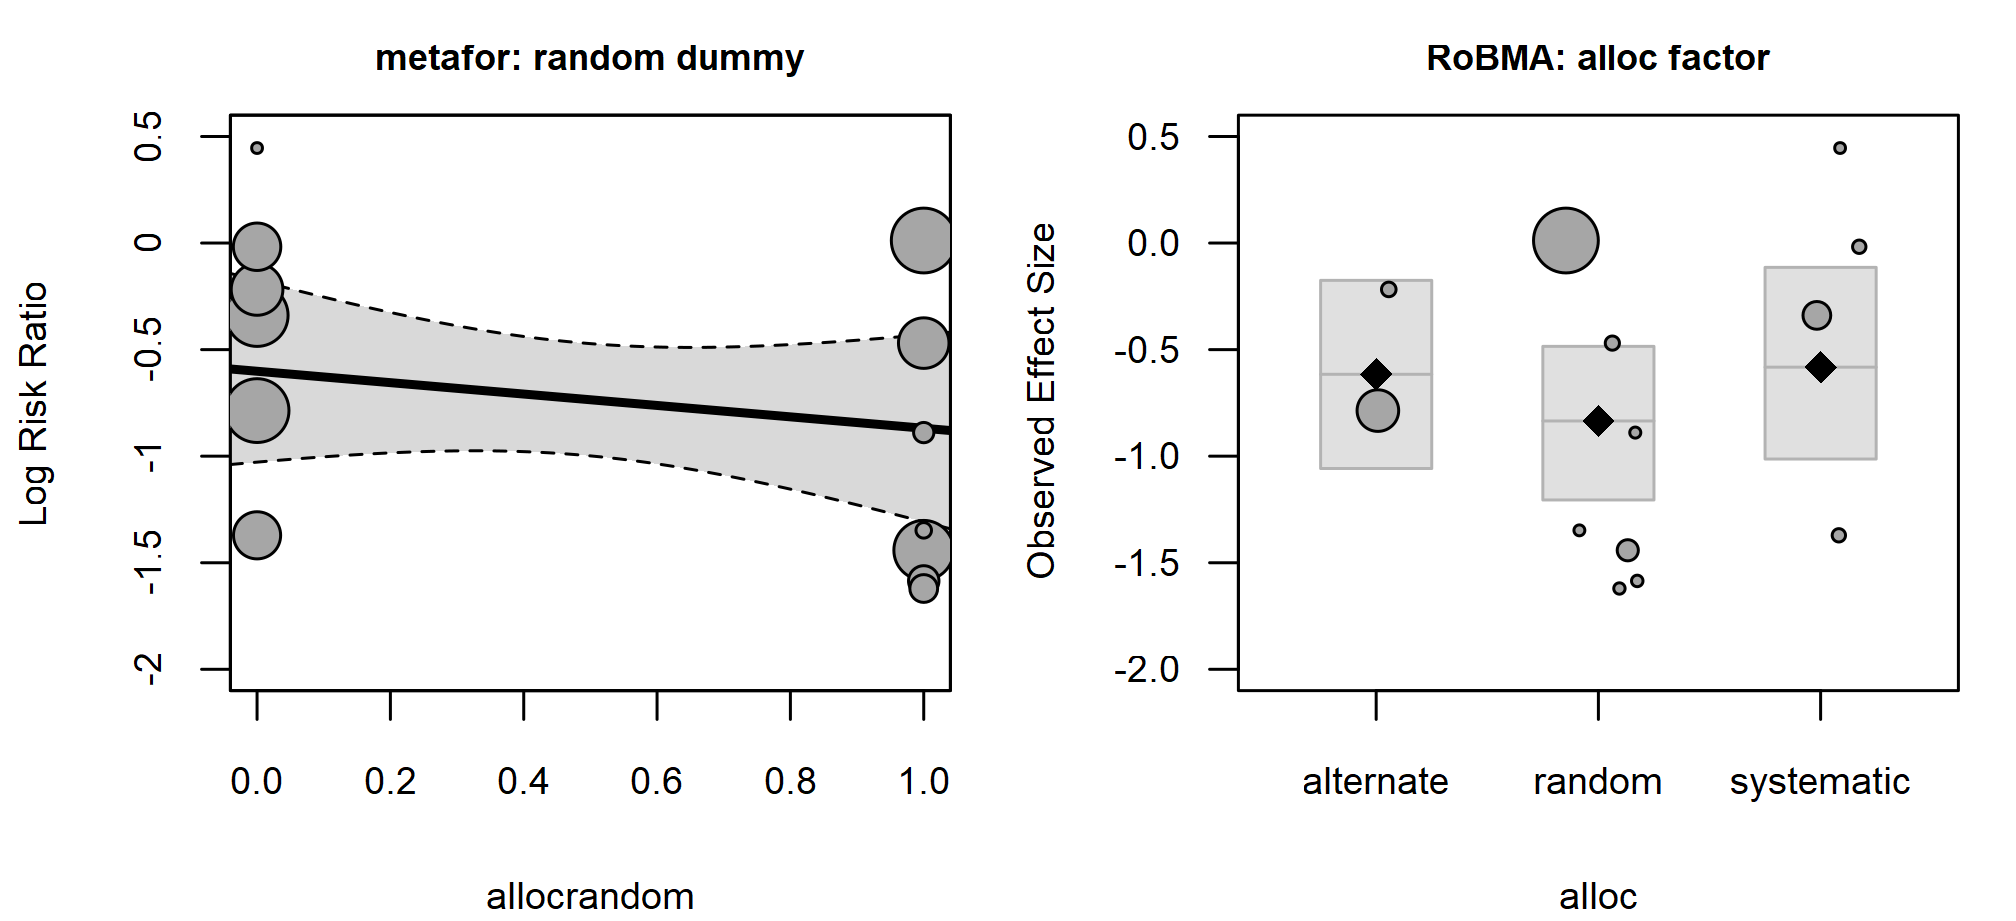 metafor: random dummy
Log Risk Ratio
0.5
0
-0.5
-1
-1.5
-2
0.0 0.2 0.4 0.6 0.8 1.0
allocrandom
RoBMA: alloc factor
Observed Effect Size
0.5
0.0
-0.5
-1.0
-1.5
-2.0
alternate random systematic
alloc